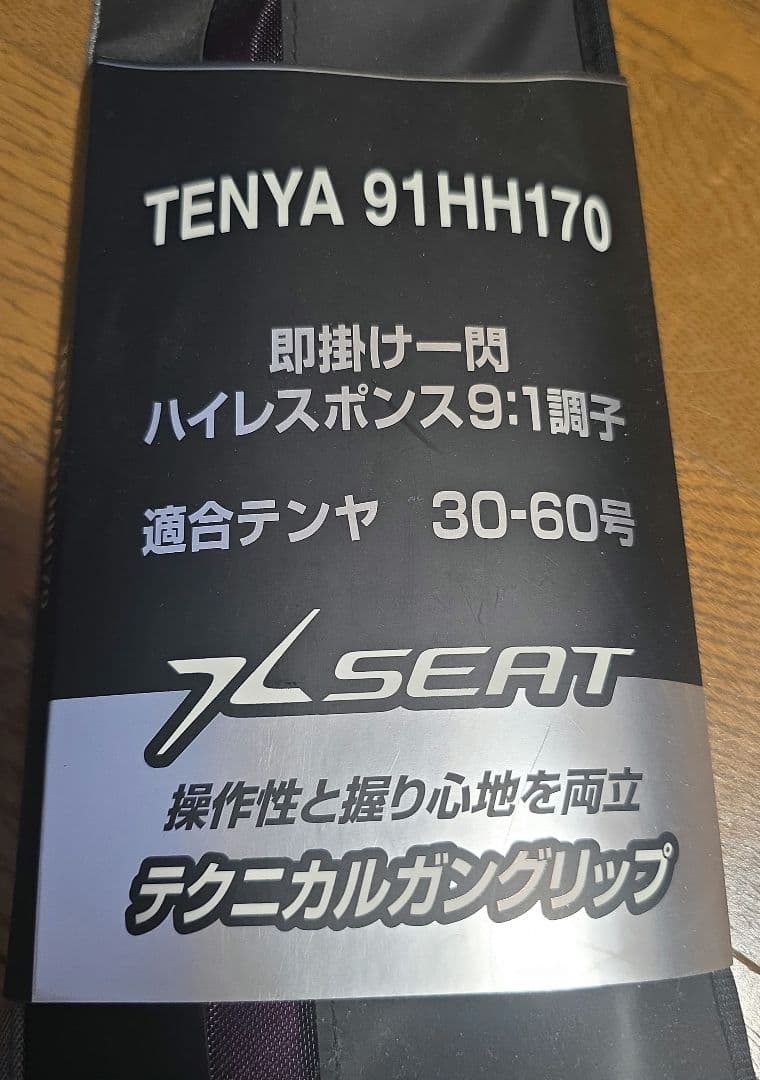 TENYA 91HH170
即掛け一閃
ハイレスポンス9:1調子
適合テンヤ 30-60号
X SEAT
操作性と握り心地を両立
テクニカルガングリップ